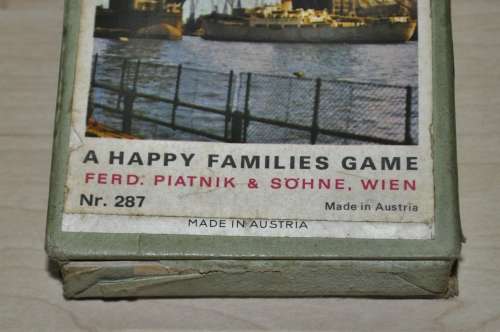 A HAPPY FAMILIES GAME
FERD. PIATNIK & SÖHNE, WIEN
Nr. 287 Made in Austria
MADE IN AUSTRIA